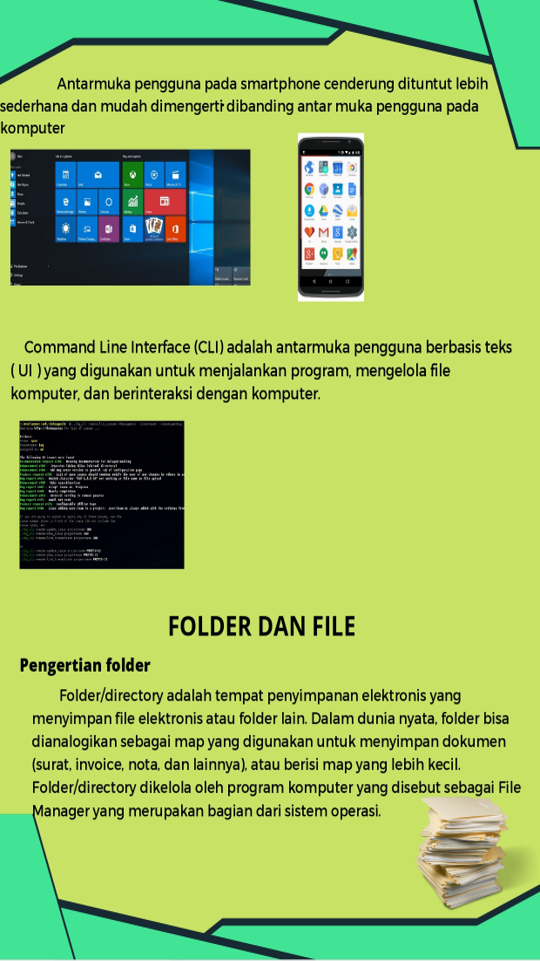 Antarmuka pengguna pada smartphone cenderung dituntut lebih
sederhana dan mudah dimengerti dibanding antar muka pengguna pada
komputer
Command Line Interface (CLI) adalah antarmuka pengguna berbasis teks
( UI ) yang digunakan untuk menjalankan program, mengelola file
komputer, dan berinteraksi dengan komputer.
FOLDER DAN FILE
Pengertian folder
Folder/directory adalah tempat penyimpanan elektronis yang
menyimpan file elektronis atau folder lain. Dalam dunia nyata, folder bisa
dianalogikan sebagai map yang digunakan untuk menyimpan dokumen
(surat, invoice, nota, dan lainnya), atau berisi map yang lebih kecil.
Folder/directory dikelola oleh program komputer yang disebut sebagai File
Manager yang merupakan bagian dari sistem operasi.